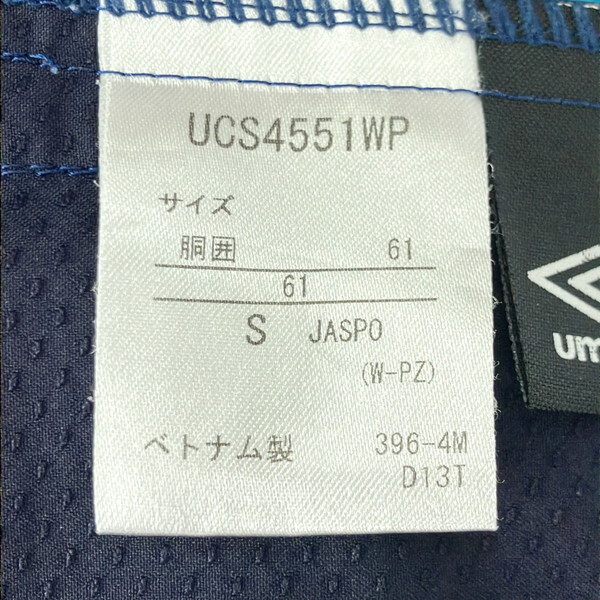 UCS4551WP
サイズ
胴囲 61
61
S JASPO
(W-PZ)
ベトナム製 396-4M
D13T
um